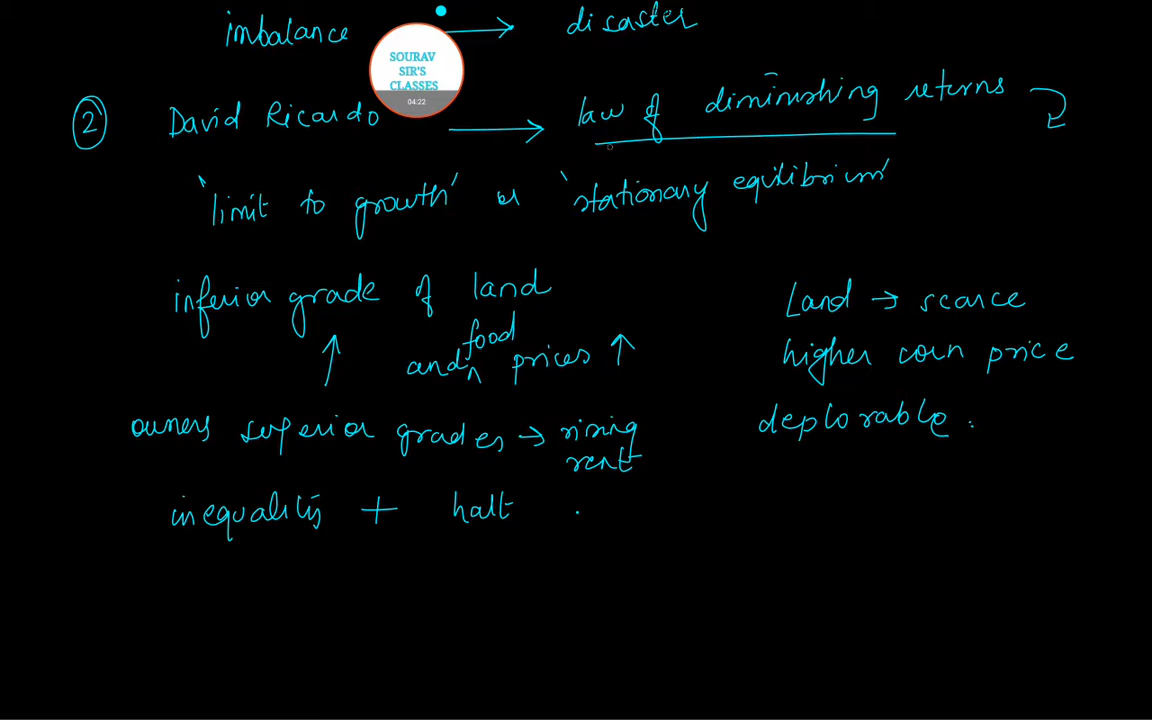 imbalance → disaster
SOURAV
SIR'S
CLASSES
04:22
② David Ricardo → law of diminishing returns
'limit to growth' or 'stationary equilibrium'
inferior grade of land
↑ and food prices ↑
owners superior grades → rising
rent
inequality + halt .
Land → scarce
higher corn price
deplorable.